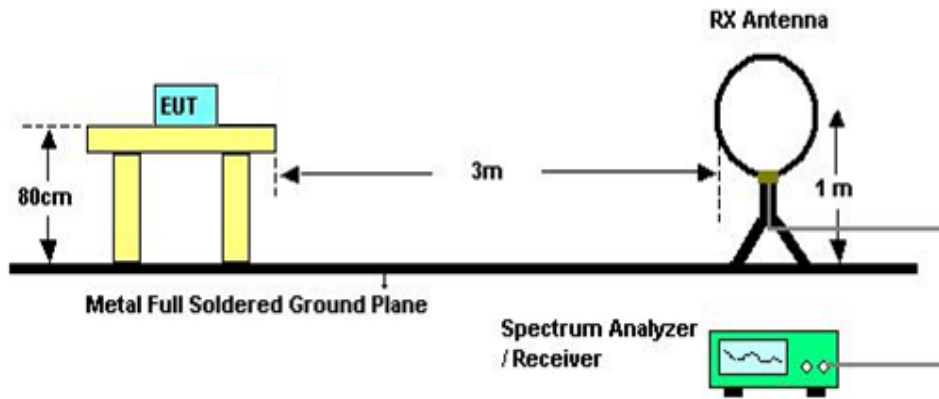 RX Antenna
EUT
3m
80cm
1 m
Metal Full Soldered Ground Plane
Spectrum Analyzer
/ Receiver